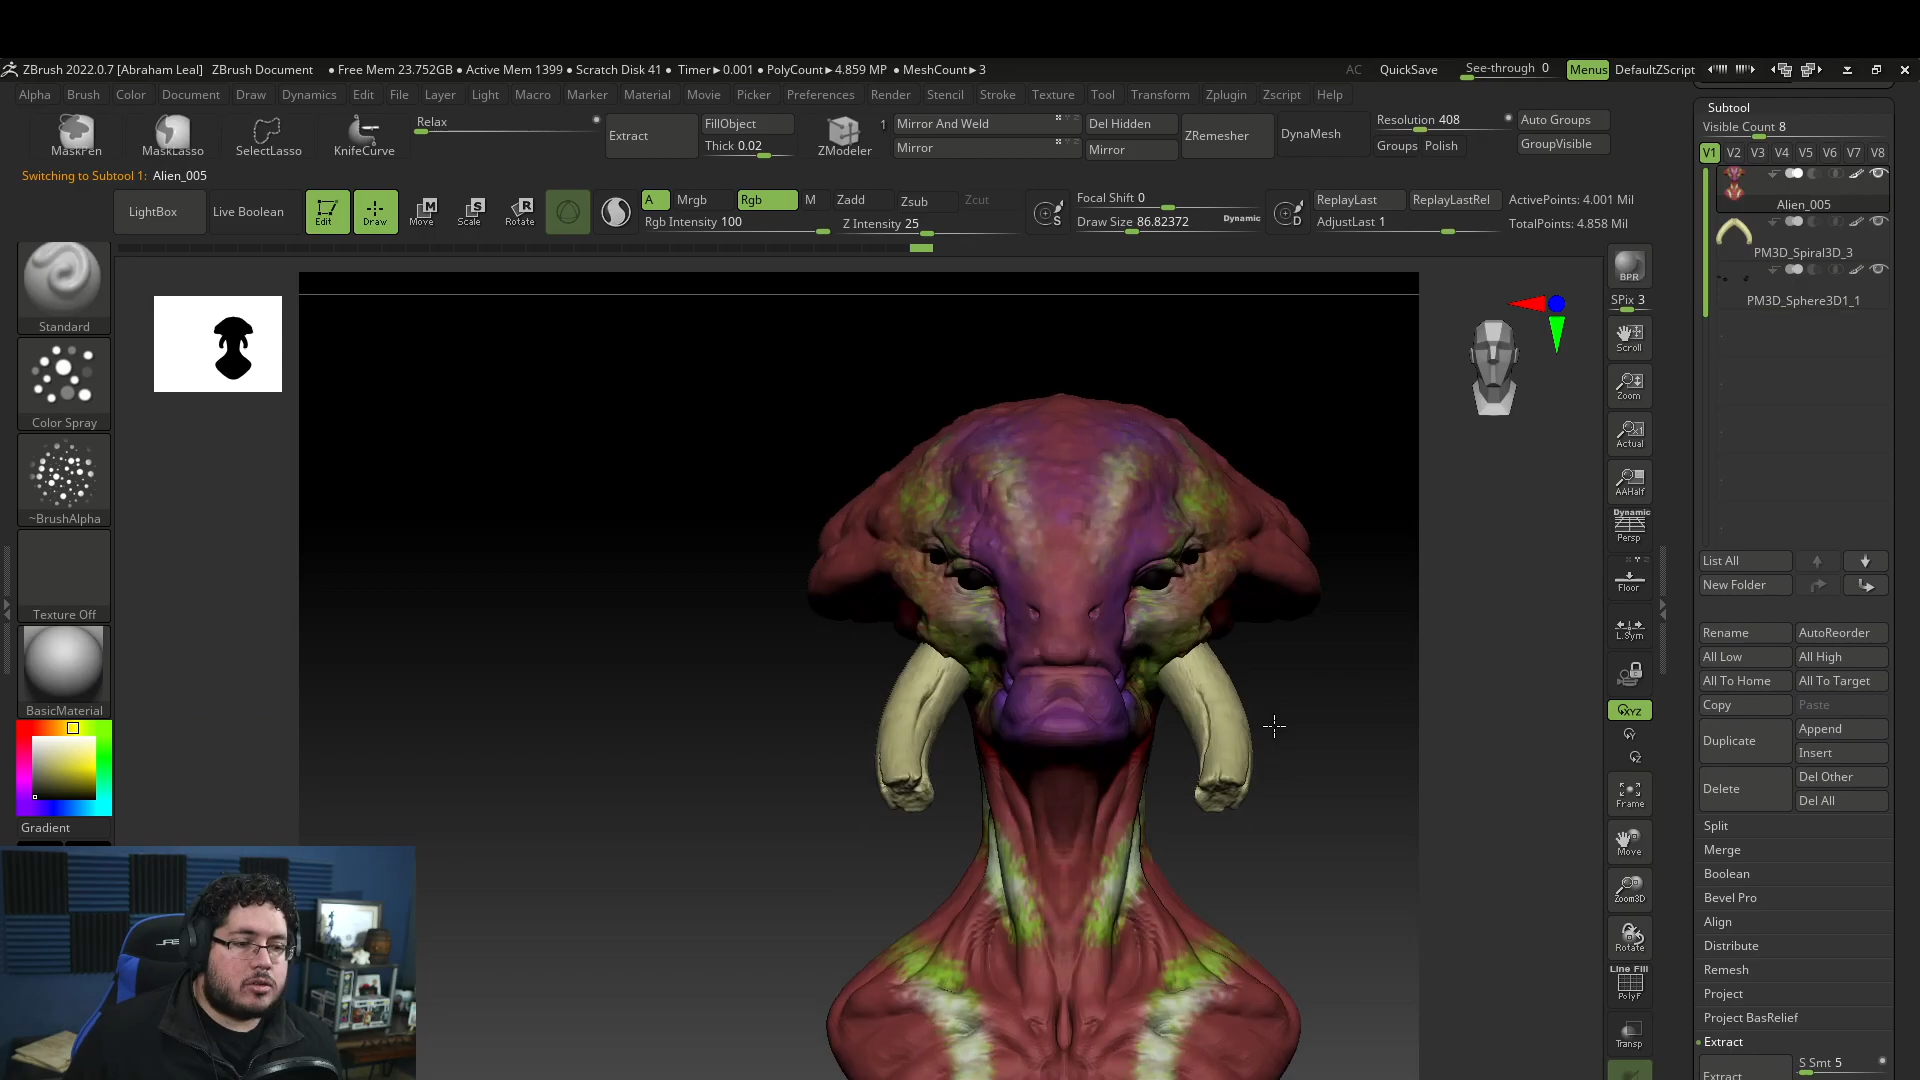 ZBrush 2022.0.7 [Abraham Leal] ZBrush Document • Free Mem 23.752GB • Active Mem 1399 • Scratch Disk 41 • Timer►0.001 • PolyCount►4.859 MP • MeshCount►3
AC QuickSave See-through 0 Menus DefaultZScript
Alpha Brush Color Document Draw Dynamics Edit File Layer Light Macro Marker Material Movie Picker Preferences Render Stencil Stroke Texture Tool Transform Zplugin Zscript Help
MaskPen MaskLasso SelectLasso KnifeCurve
Relax
Extract
FillObject
Thick 0.02
ZModeler
1
Mirror And Weld
Mirror
Del Hidden
Mirror
ZRemesher
DynaMesh
Resolution 408
Groups Polish
Auto Groups
GroupVisible
Switching to Subtool 1: Alien_005
LightBox
Live Boolean
Edit
Draw
Move
Scale
Rotate
A Mrgb Rgb M
Rgb Intensity 100
Zadd Zsub Zcut
Z Intensity 25
S
Focal Shift 0
Draw Size 86.82372 Dynamic
D
ReplayLast ReplayLastRel
AdjustLast 1
ActivePoints: 4.001 Mil
TotalPoints: 4.858 Mil
Standard
Color Spray
~BrushAlpha
Texture Off
BasicMaterial
Gradient
BPR
SPix 3
Scroll
Zoom
Actual
AAHalf
Dynamic
Persp
Floor
L.Sym
XYZ
Frame
Move
Zoom3D
Rotate
Line Fill
PolyF
Transp
Subtool
Visible Count 8
V1 V2 V3 V4 V5 V6 V7 V8
Alien_005
PM3D_Spiral3D_3
PM3D_Sphere3D1_1
List All
New Folder
Rename AutoReorder
All Low All High
All To Home All To Target
Copy Paste
Duplicate Append
Insert
Delete Del Other
Del All
Split
Merge
Boolean
Bevel Pro
Align
Distribute
Remesh
Project
Project BasRelief
Extract
Extract S Smt 5